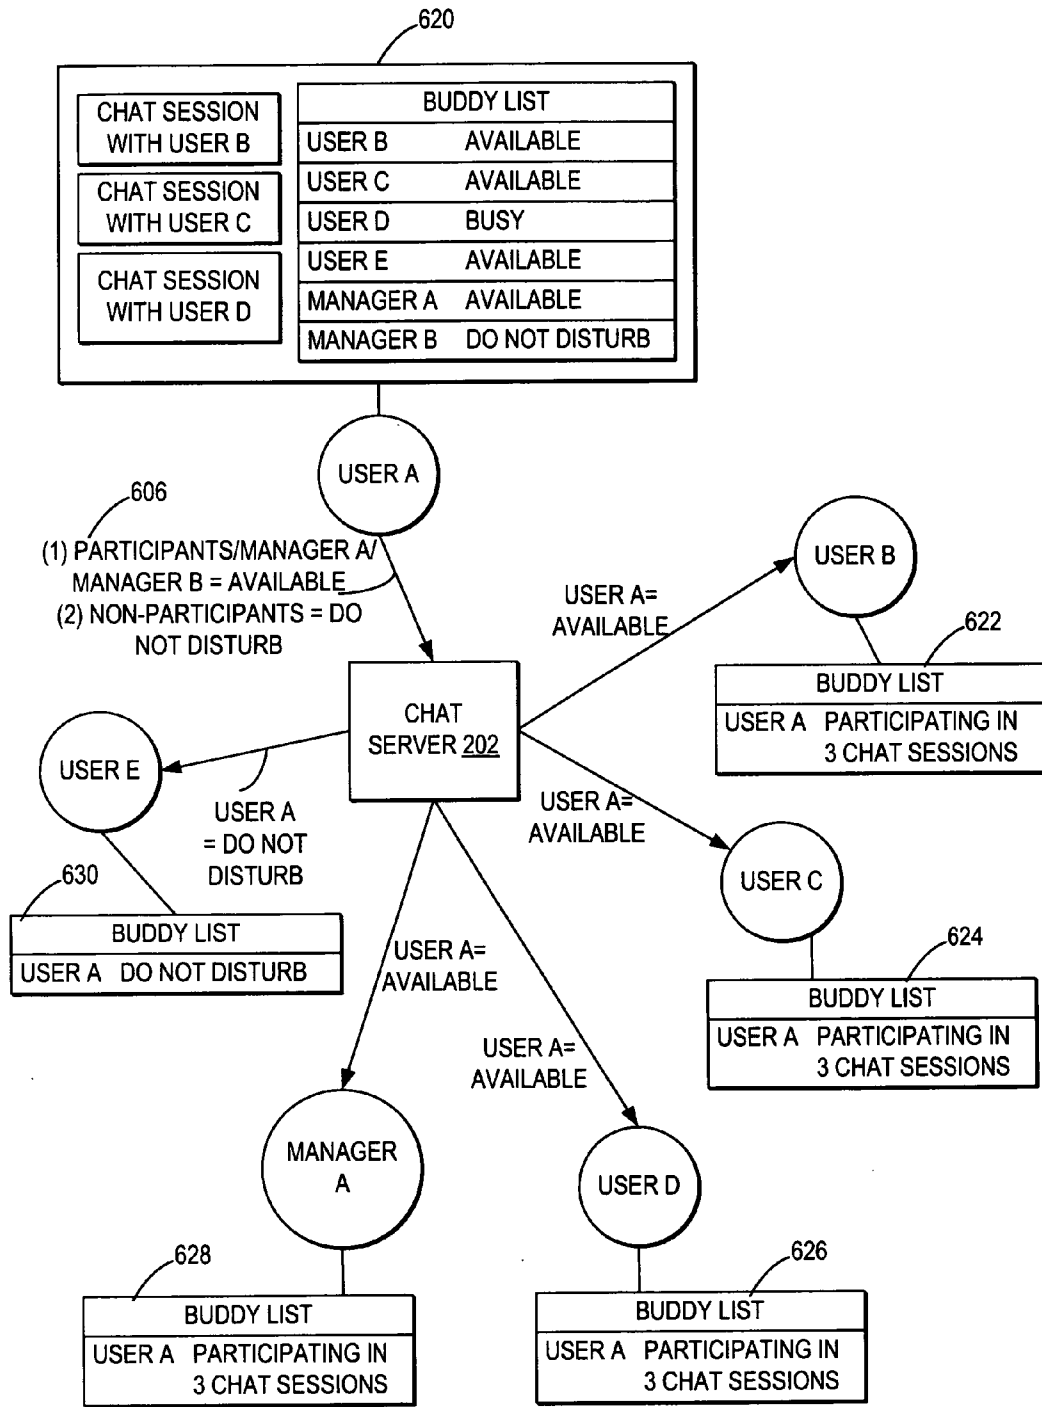 620
CHAT SESSION
WITH USER B
CHAT SESSION
WITH USER C
CHAT SESSION
WITH USER D
BUDDY LIST
USER B AVAILABLE
USER C AVAILABLE
USER D BUSY
USER E AVAILABLE
MANAGER A AVAILABLE
MANAGER B DO NOT DISTURB
USER A
606
(1) PARTICIPANTS/MANAGER A/
MANAGER B = AVAILABLE
(2) NON-PARTICIPANTS = DO
NOT DISTURB
CHAT
SERVER 202
USER A=
AVAILABLE
USER B
622
BUDDY LIST
USER A PARTICIPATING IN
3 CHAT SESSIONS
USER E
USER A
= DO NOT
DISTURB
630
BUDDY LIST
USER A DO NOT DISTURB
USER A=
AVAILABLE
USER C
624
BUDDY LIST
USER A PARTICIPATING IN
3 CHAT SESSIONS
USER A=
AVAILABLE
MANAGER
A
628
BUDDY LIST
USER A PARTICIPATING IN
3 CHAT SESSIONS
USER A=
AVAILABLE
USER D
626
BUDDY LIST
USER A PARTICIPATING IN
3 CHAT SESSIONS